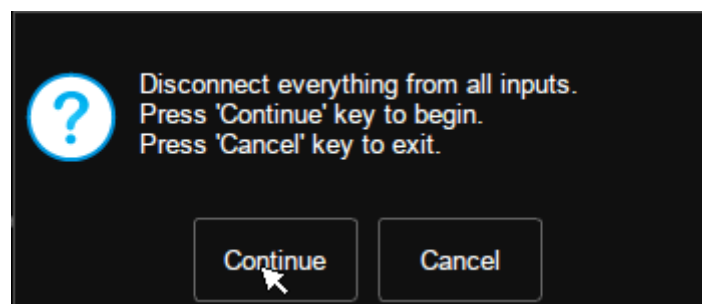 Disconnect everything from all inputs.
Press 'Continue' key to begin.
Press 'Cancel' key to exit.
Continue
Cancel